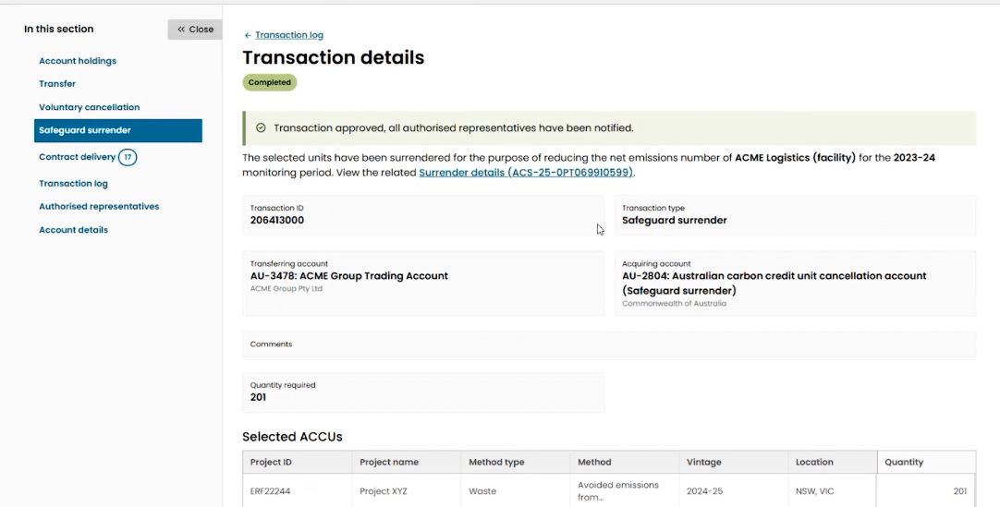 In this section
« Close
Account holdings
Transfer
Voluntary cancellation
Safeguard surrender
Contract delivery 17
Transaction log
Authorised representatives
Account details
← Transaction log
Transaction details
Completed
Transaction approved, all authorised representatives have been notified.
The selected units have been surrendered for the purpose of reducing the net emissions number of ACME Logistics (facility) for the 2023-24
monitoring period. View the related Surrender details (ACS-25-0PT069910599).
Transaction ID
206413000
Transaction type
Safeguard surrender
Transferring account
AU-3478: ACME Group Trading Account
ACME Group Pty Ltd
Acquiring account
AU-2804: Australian carbon credit unit cancellation account
(Safeguard surrender)
Commonwealth of Australia
Comments
Quantity required
201
Selected ACCUs
Project ID Project name Method type Method Vintage Location Quantity
ERF22244 Project XYZ Waste Avoided emissions from... 2024-25 NSW, VIC 201